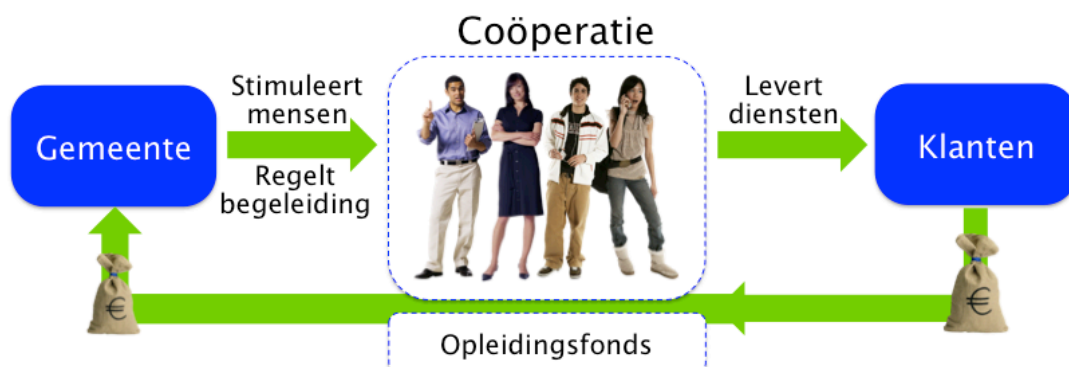 Coöperatie
Stimuleert
mensen
Gemeente
Regelt
begeleiding
Levert
diensten
Klanten
€
€
Opleidingsfonds